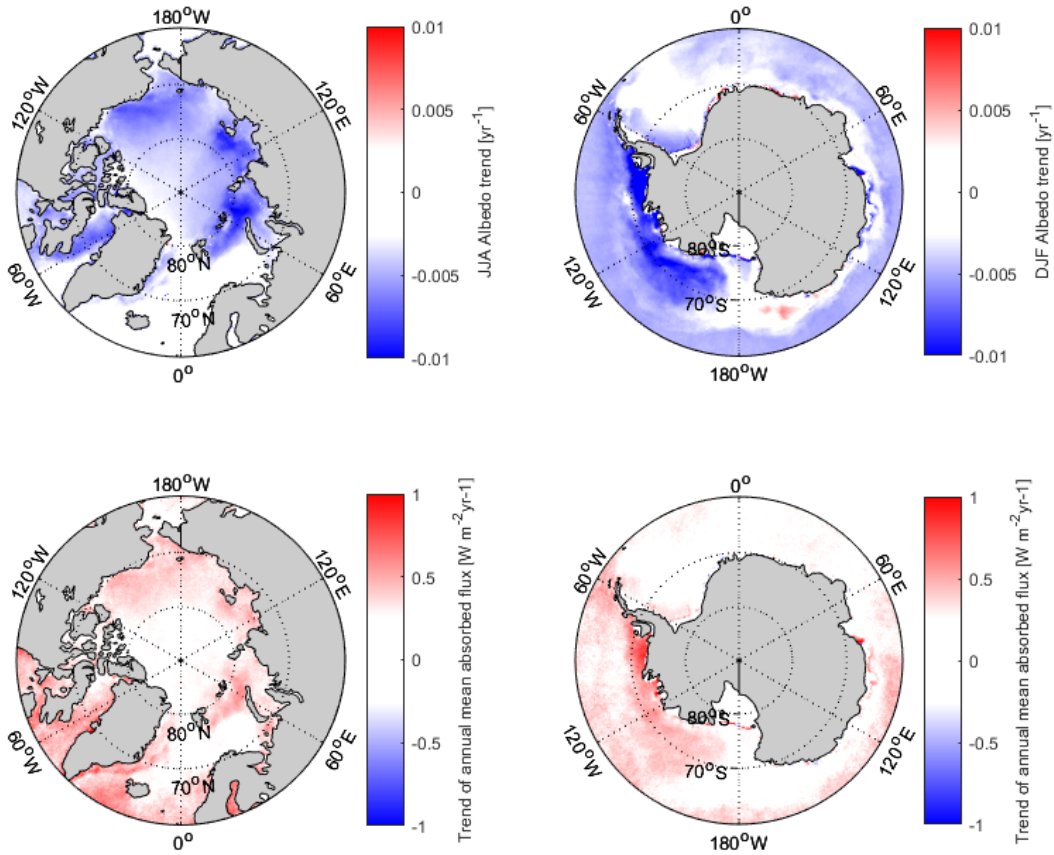 180°W
120°W
120°E
60°W
60°E
80°N
70°N
0°
0.01
0.005
0
-0.005
-0.01
JJA Albedo trend [yr⁻¹]
0°
60°W
60°E
120°W
120°E
80°S
70°S
180°W
0.01
0.005
0
-0.005
-0.01
DJF Albedo trend [yr⁻¹]
180°W
120°W
120°E
60°W
60°E
80°N
70°N
0°
1
0.5
0
-0.5
-1
Trend of annual mean absorbed flux [W m⁻²yr-1]
0°
60°W
60°E
120°W
120°E
80°S
70°S
180°W
1
0.5
0
-0.5
-1
Trend of annual mean absorbed flux [W m⁻²yr-1]